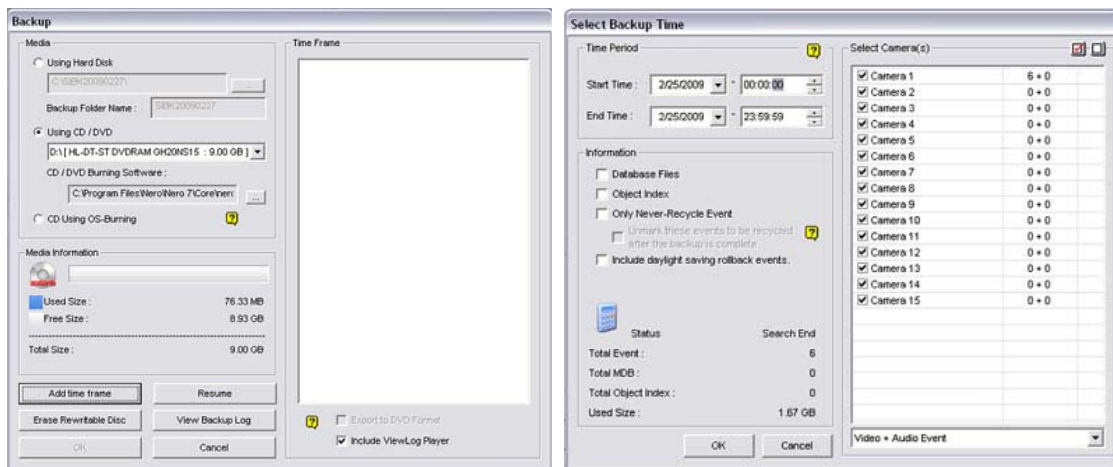 Backup
Media
Using Hard Disk
C:\SIBK20090227\
...
Backup Folder Name :
SIBK20090227
Using CD / DVD
D:\ [ HL-DT-ST DVDRAM GH20NS15 : 9.00 GB ]
CD / DVD Burning Software :
C:\Program Files\Nero\Nero 7\Core\nero
...
CD Using OS-Burning
Media Information
Used Size : 76.33 MB
Free Size : 8.93 GB
Total Size : 9.00 GB
Add time frame
Resume
Erase Rewritable Disc
View Backup Log
OK
Cancel
Time Frame
Export to DVD Format
Include ViewLog Player
Select Backup Time
Time Period
Start Time : 2/25/2009 - 00:00:00
End Time : 2/25/2009 - 23:59:59
Information
Database Files
Object Index
Only Never-Recycle Event
Unmark these events to be recycled
after the backup is complete.
Include daylight saving rollback events.
Status Search End
Total Event : 6
Total MDB : 0
Total Object Index : 0
Used Size : 1.67 GB
OK
Cancel
Select Camera(s)
Camera 1 6 + 0
Camera 2 0 + 0
Camera 3 0 + 0
Camera 4 0 + 0
Camera 5 0 + 0
Camera 6 0 + 0
Camera 7 0 + 0
Camera 8 0 + 0
Camera 9 0 + 0
Camera 10 0 + 0
Camera 11 0 + 0
Camera 12 0 + 0
Camera 13 0 + 0
Camera 14 0 + 0
Camera 15 0 + 0
Video + Audio Event